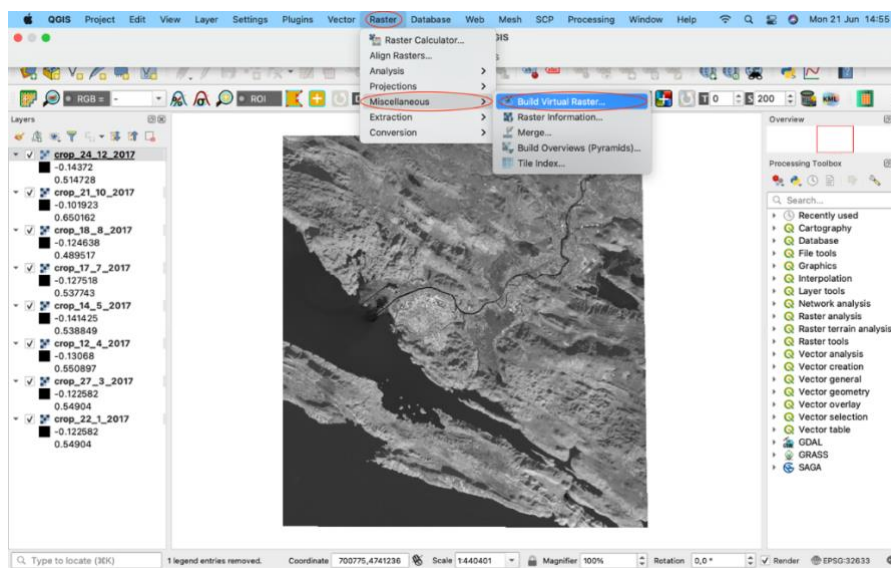 QGIS Project Edit View Layer Settings Plugins Vector Raster Database Web Mesh SCP Processing Window Help Mon 21 Jun 14:55
GIS
Raster Calculator...
Align Rasters...
Analysis
Projections
Miscellaneous
Extraction
Conversion
Build Virtual Raster...
Raster Information...
Merge...
Build Overviews (Pyramids)...
Tile Index...
RGB = -
ROI
T 0
S 200
KML
Layers
crop_24_12_2017
-0.14372
0.514728
crop_21_10_2017
-0.101923
0.650162
crop_18_8_2017
-0.124638
0.489517
crop_17_7_2017
-0.127518
0.537743
crop_14_5_2017
-0.141425
0.538849
crop_12_4_2017
-0.13068
0.550897
crop_27_3_2017
-0.122582
0.54904
crop_22_1_2017
-0.122582
0.54904
Overview
Processing Toolbox
Search...
Recently used
Cartography
Database
File tools
Graphics
Interpolation
Layer tools
Network analysis
Raster analysis
Raster terrain analysis
Raster tools
Vector analysis
Vector creation
Vector general
Vector geometry
Vector overlay
Vector selection
Vector table
GDAL
GRASS
SAGA
Type to locate (⌘K) 1 legend entries removed. Coordinate 700775,4741236 Scale 1:440401 Magnifier 100% Rotation 0,0 ° Render EPSG:32633